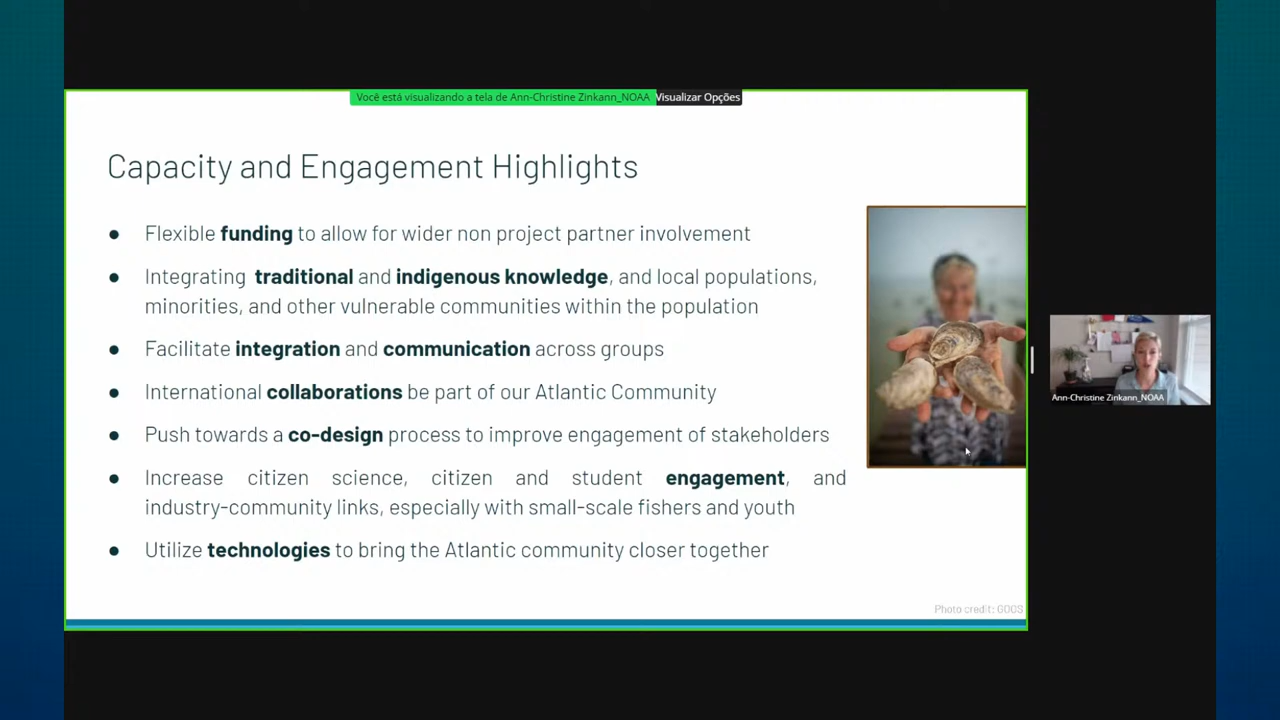 Você está visualizando a tela de Ann-Christine Zinkann_NOAA Visualizar Opções
Capacity and Engagement Highlights
● Flexible funding to allow for wider non project partner involvement
● Integrating traditional and indigenous knowledge, and local populations,
minorities, and other vulnerable communities within the population
● Facilitate integration and communication across groups
● International collaborations be part of our Atlantic Community
● Push towards a co-design process to improve engagement of stakeholders
● Increase citizen science, citizen and student engagement, and
industry-community links, especially with small-scale fishers and youth
● Utilize technologies to bring the Atlantic community closer together
Photo credit: GOOS
Ann-Christine Zinkann_NOAA